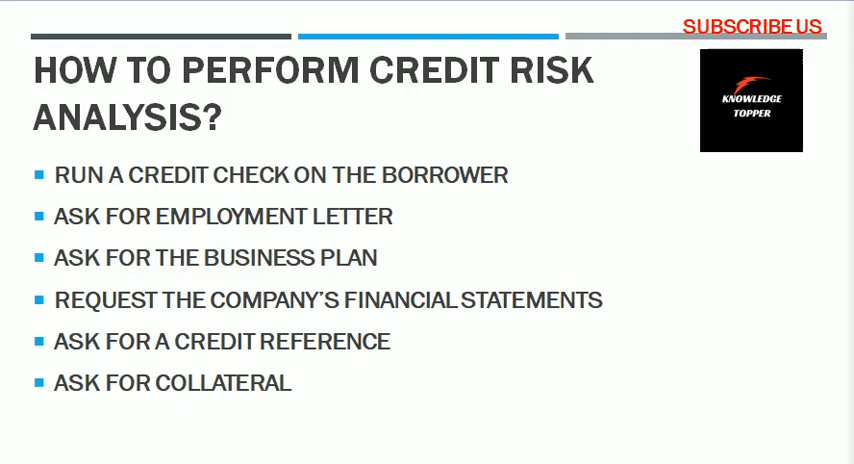 SUBSCRIBE US
HOW TO PERFORM CREDIT RISK
ANALYSIS?
KNOWLEDGE
TOPPER
RUN A CREDIT CHECK ON THE BORROWER
ASK FOR EMPLOYMENT LETTER
ASK FOR THE BUSINESS PLAN
REQUEST THE COMPANY'S FINANCIAL STATEMENTS
ASK FOR A CREDIT REFERENCE
ASK FOR COLLATERAL